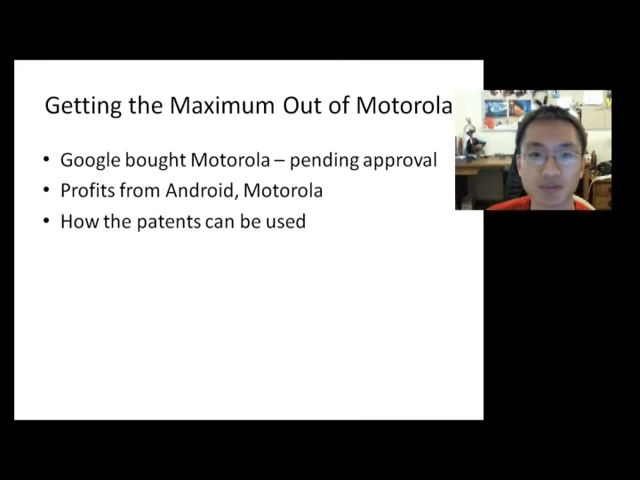 Getting the Maximum Out of Motorola
• Google bought Motorola – pending approval
• Profits from Android, Motorola
• How the patents can be used